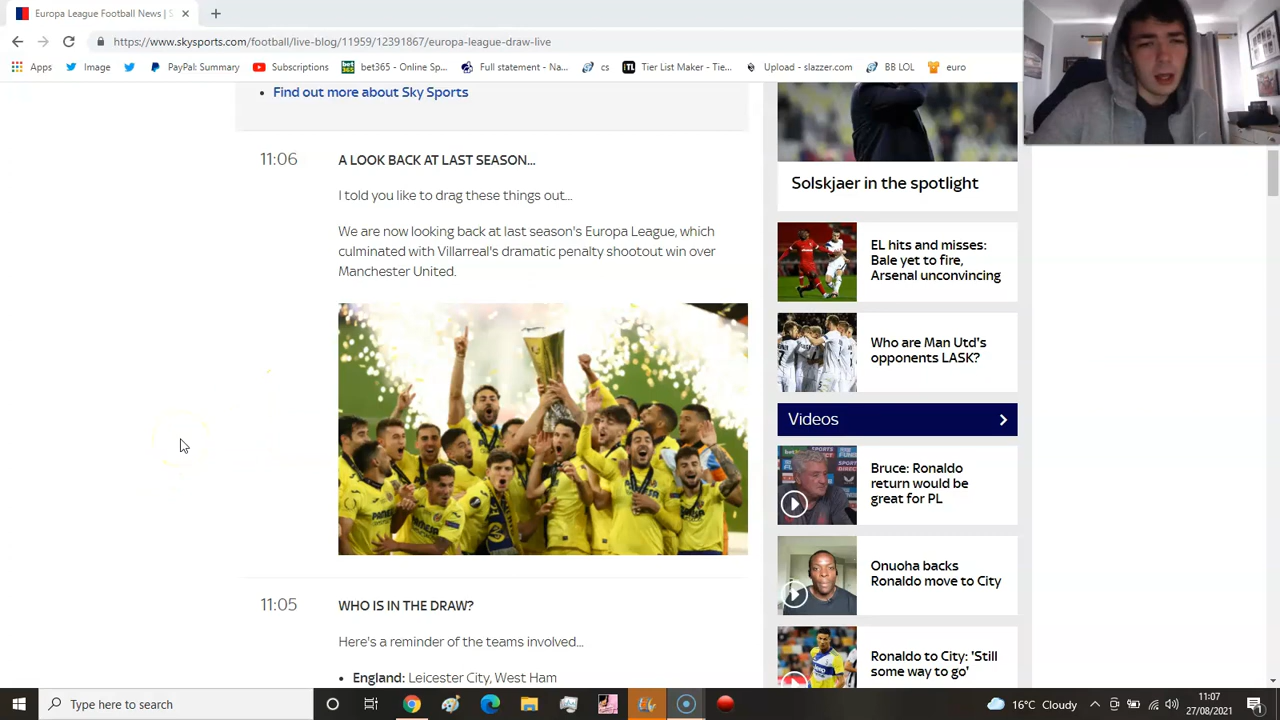 Europa League Football News | S
https://www.skysports.com/football/live-blog/11959/12391867/europa-league-draw-live
Apps Image PayPal: Summary Subscriptions bet365 - Online Sp... Full statement - Na... cs Tier List Maker - Tie... Upload - slazzer.com BB LOL euro
Find out more about Sky Sports
11:06 A LOOK BACK AT LAST SEASON...
I told you like to drag these things out...
We are now looking back at last season's Europa League, which
culminated with Villarreal's dramatic penalty shootout win over
Manchester United.
11:05 WHO IS IN THE DRAW?
Here's a reminder of the teams involved...
England: Leicester City, West Ham
Solskjaer in the spotlight
EL hits and misses:
Bale yet to fire,
Arsenal unconvincing
Who are Man Utd's
opponents LASK?
Videos
Bruce: Ronaldo
return would be
great for PL
Onuoha backs
Ronaldo move to City
Ronaldo to City: 'Still
some way to go'
Type here to search
16°C Cloudy
11:07
27/08/2021